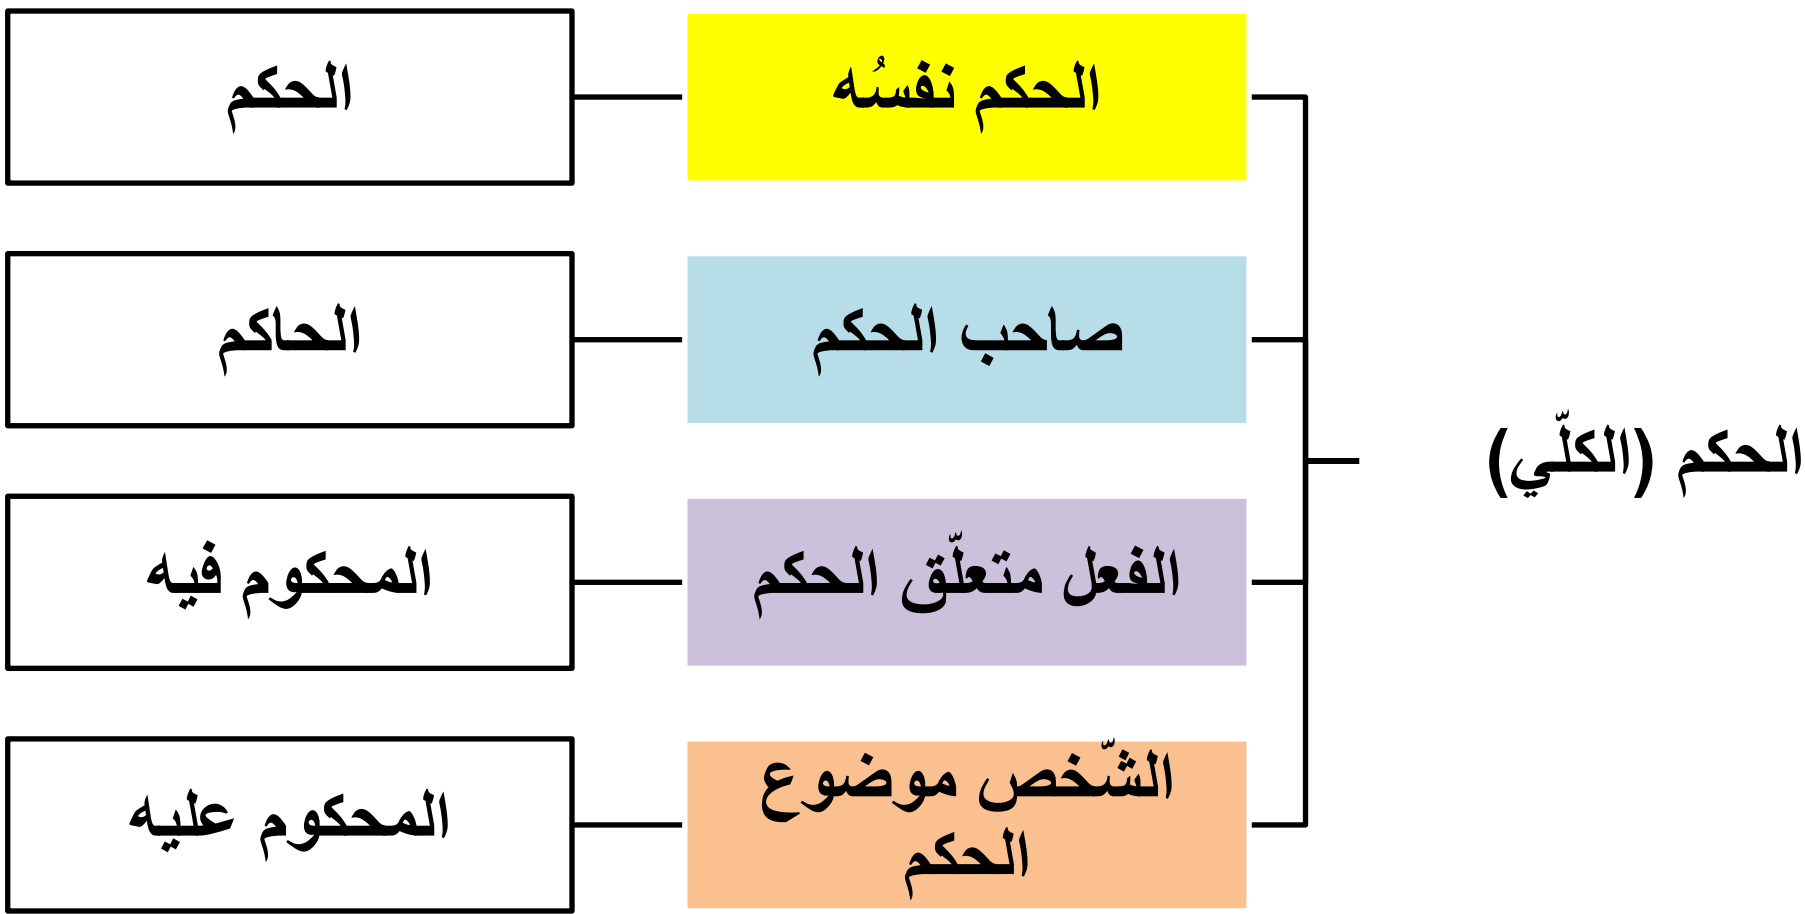 الحكم (الكلّي)
الحكم نفسُه
الحكم
صاحب الحكم
الحاكم
الفعل متعلّق الحكم
المحكوم فيه
الشّخص موضوع
الحكم
المحكوم عليه